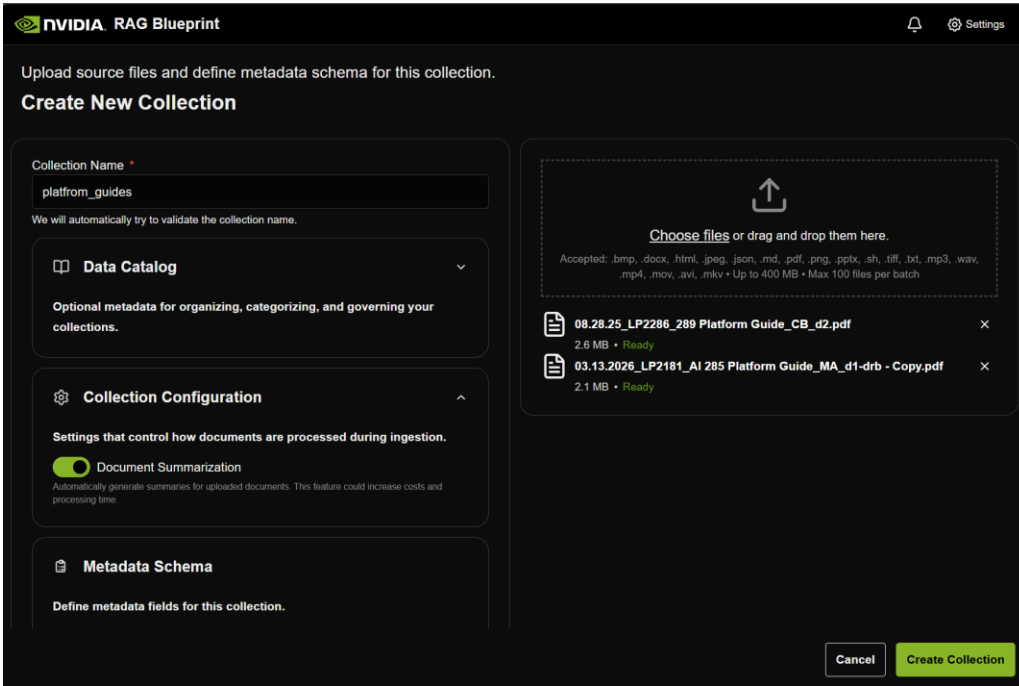 NVIDIA. RAG Blueprint
Settings
Upload source files and define metadata schema for this collection.
Create New Collection
Collection Name *
platfrom_guides
We will automatically try to validate the collection name.
Data Catalog
Optional metadata for organizing, categorizing, and governing your
collections.
Collection Configuration
Settings that control how documents are processed during ingestion.
Document Summarization
Automatically generate summaries for uploaded documents. This feature could increase costs and
processing time.
Metadata Schema
Define metadata fields for this collection.
Choose files or drag and drop them here.
Accepted: .bmp, .docx, .html, .jpeg, .json, .md, .pdf, .png, .pptx, .sh, .tiff, .txt, .mp3, .wav,
.mp4, .mov, .avi, .mkv • Up to 400 MB • Max 100 files per batch
08.28.25_LP2286_289 Platform Guide_CB_d2.pdf
2.6 MB • Ready
03.13.2026_LP2181_AI 285 Platform Guide_MA_d1-drb - Copy.pdf
2.1 MB • Ready
Cancel
Create Collection